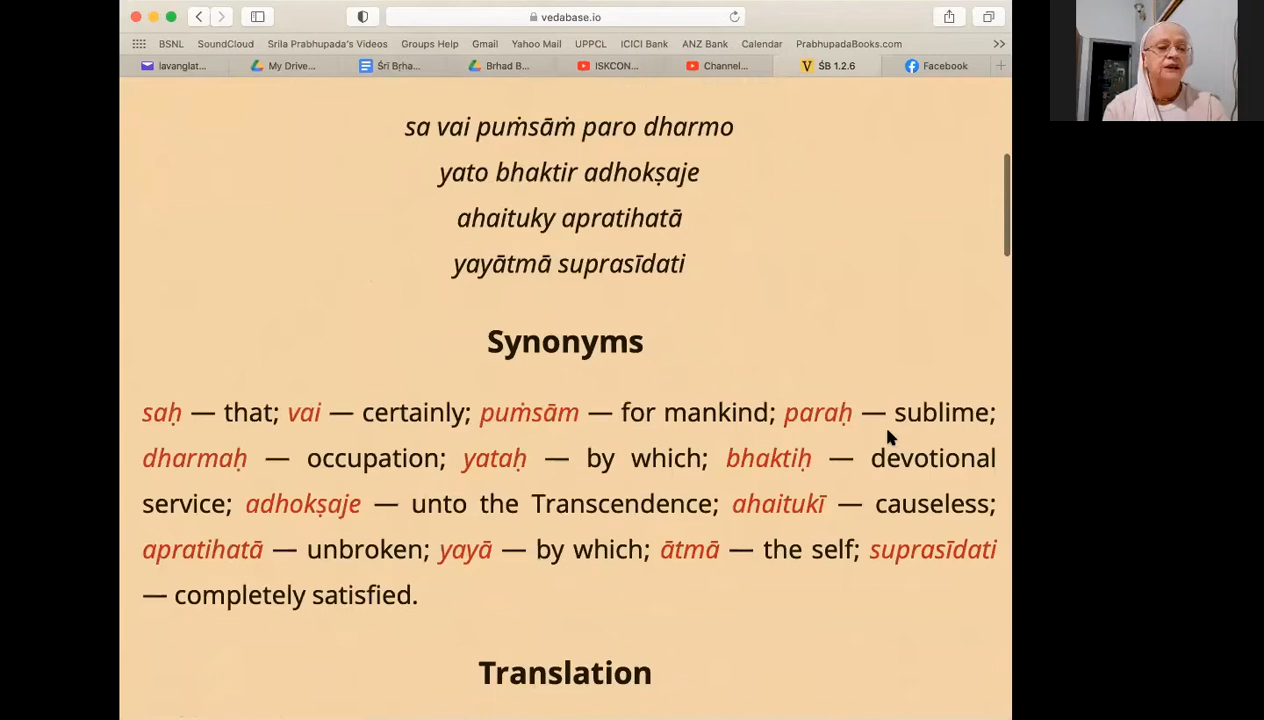 vedabase.io
BSNL SoundCloud Srila Prabhupada's Videos Groups Help Gmail Yahoo Mail UPPCL ICICI Bank ANZ Bank Calendar PrabhupadaBooks.com >>
lavanglat... My Drive... Śrī Bṛha... Brhad B... ISKCON... Channel... V ŚB 1.2.6 Facebook
sa vai puṁsāṁ paro dharmo
yato bhaktir adhokṣaje
ahaituky apratihatā
yayātmā suprasīdati
Synonyms
saḥ — that; vai — certainly; puṁsām — for mankind; paraḥ — sublime;
dharmaḥ — occupation; yataḥ — by which; bhaktiḥ — devotional
service; adhokṣaje — unto the Transcendence; ahaitukī — causeless;
apratihatā — unbroken; yayā — by which; ātmā — the self; suprasīdati
— completely satisfied.
Translation